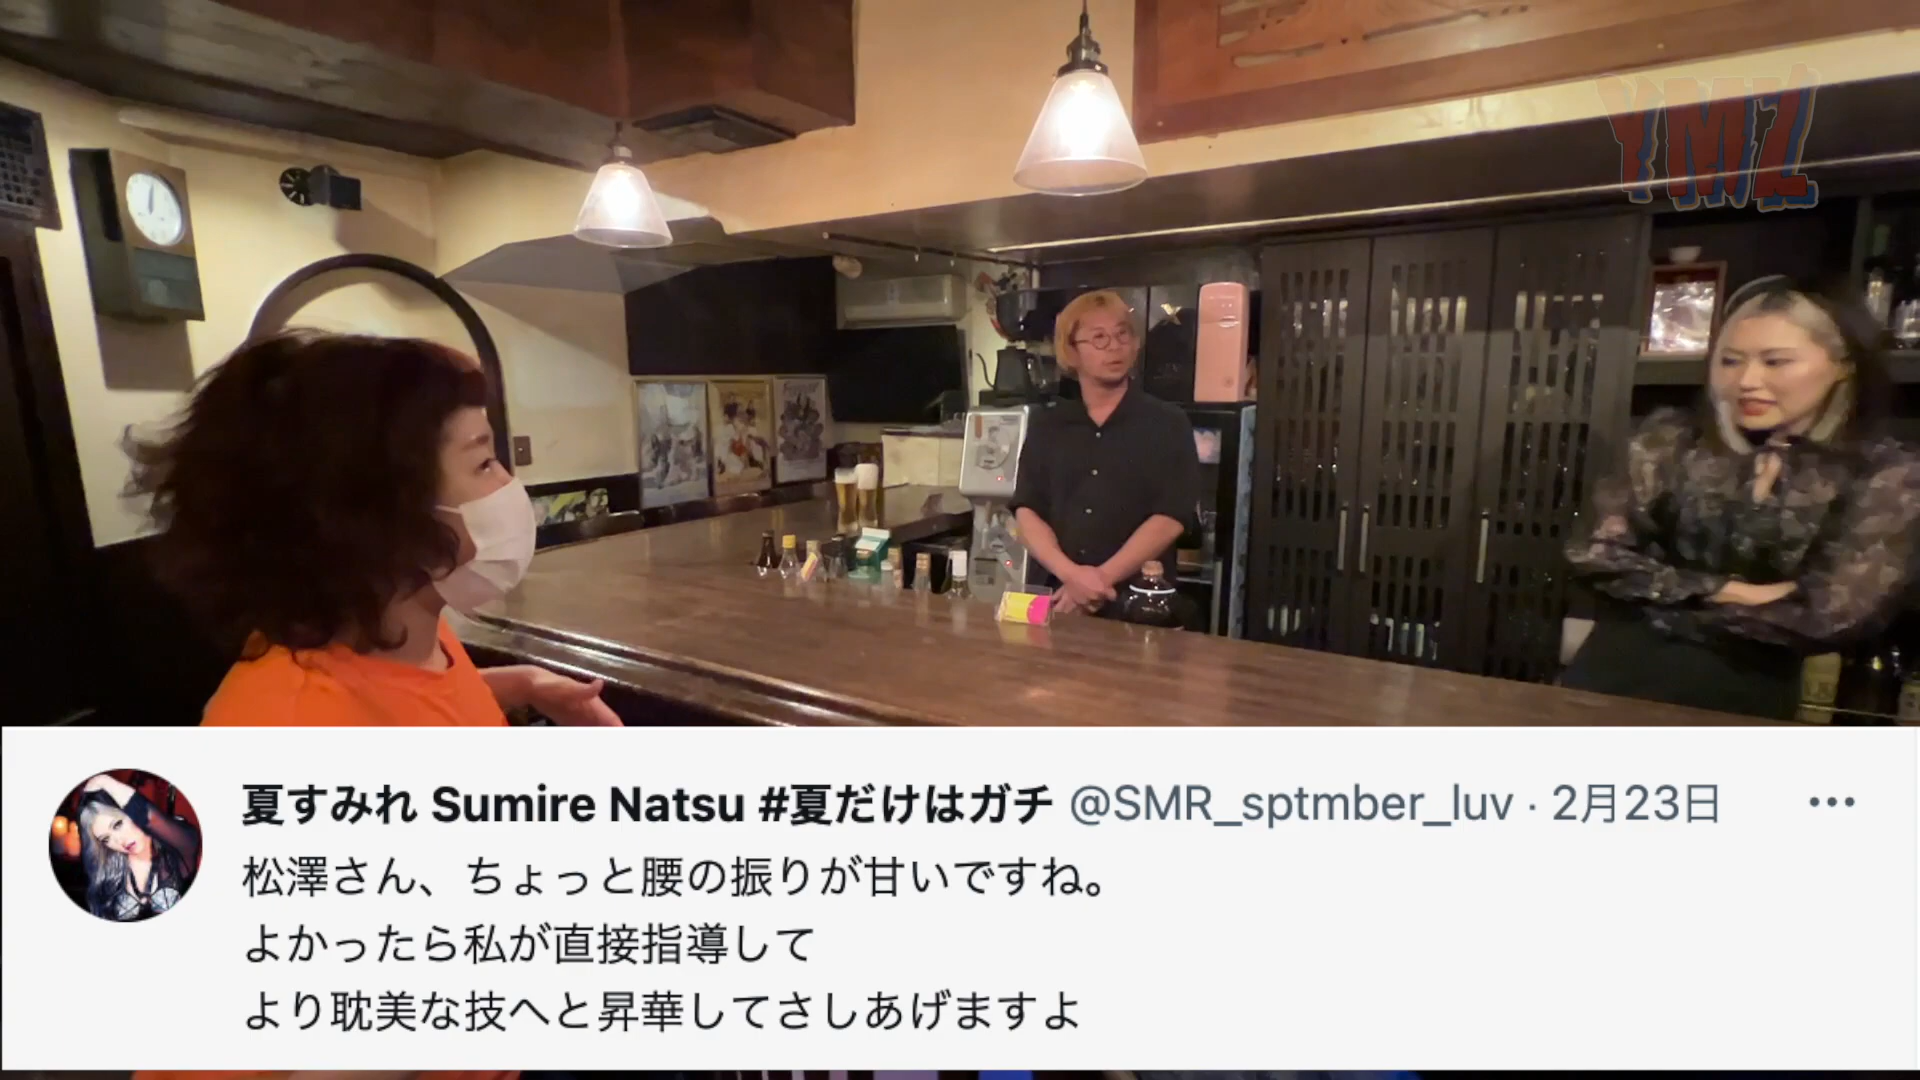 YMZ
夏すみれ Sumire Natsu #夏だけはガチ @SMR_sptmber_luv · 2月23日
松澤さん、ちょっと腰の振りが甘いですね。
よかったら私が直接指導して
より耽美な技へと昇華してさしあげますよ